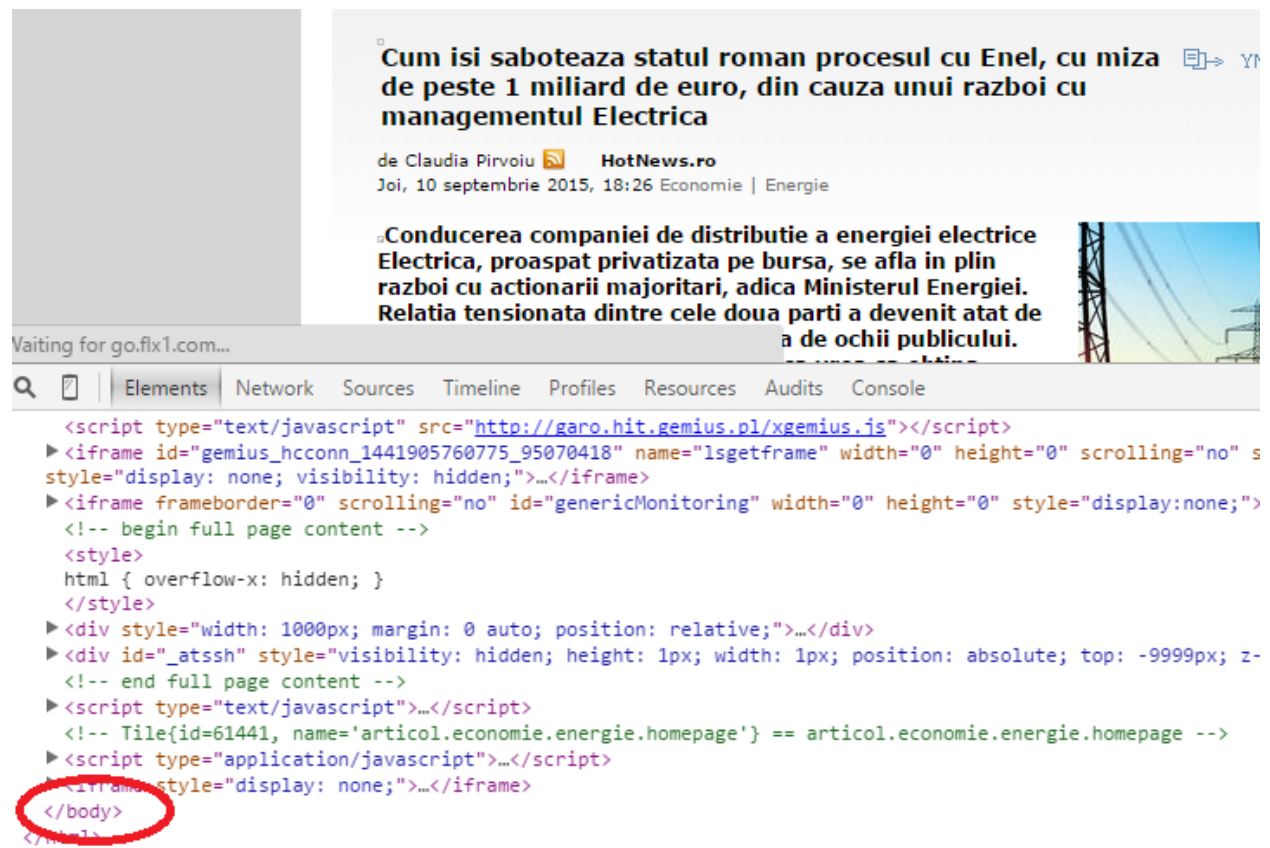 Cum isi saboteaza statul roman procesul cu Enel, cu miza
de peste 1 miliard de euro, din cauza unui razboi cu
managementul Electrica
de Claudia Pirvoiu HotNews.ro
Joi, 10 septembrie 2015, 18:26 Economie | Energie
Conducerea companiei de distributie a energiei electrice
Electrica, proaspat privatizata pe bursa, se afla in plin
razboi cu actionarii majoritari, adica Ministerul Energiei.
Relatia tensionata dintre cele doua parti a devenit atat de
a de ochii publicului.
Waiting for go.flx1.com...
Elements Network Sources Timeline Profiles Resources Audits Console
<script type="text/javascript" src="http://garo.hit.gemius.pl/xgemius.js"></script>
<iframe id="gemius_hcconn_1441905760775_95070418" name="lsgetframe" width="0" height="0" scrolling="no" s
style="display: none; visibility: hidden;">…</iframe>
<iframe frameborder="0" scrolling="no" id="genericMonitoring" width="0" height="0" style="display:none;">
<!-- begin full page content -->
<style>
html { overflow-x: hidden; }
</style>
<div style="width: 1000px; margin: 0 auto; position: relative;">…</div>
<div id="_atssh" style="visibility: hidden; height: 1px; width: 1px; position: absolute; top: -9999px; z-
<!-- end full page content -->
<script type="text/javascript">…</script>
<!-- Tile{id=61441, name='articol.economie.energie.homepage'} == articol.economie.energie.homepage -->
<script type="application/javascript">…</script>
<iframe style="display: none;">…</iframe>
</body>
</html>